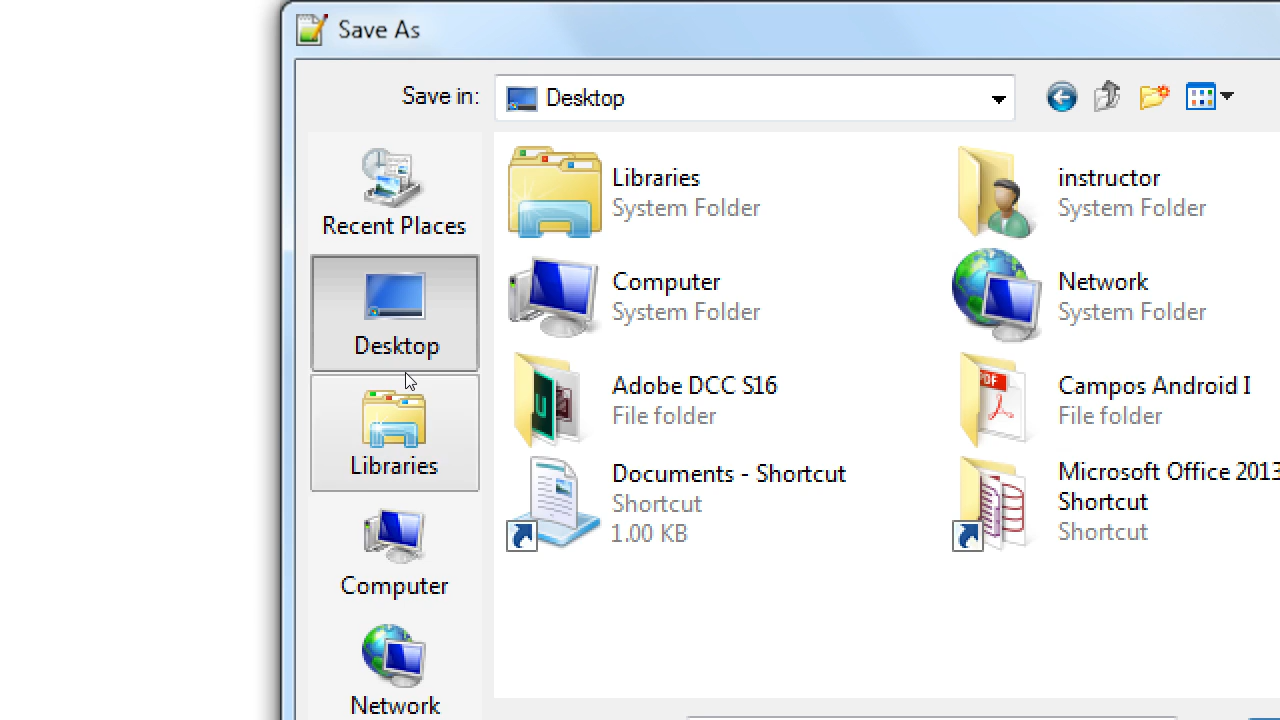 Save As
Save in:
Desktop
Recent Places
Desktop
Libraries
Computer
Network
Libraries
System Folder
instructor
System Folder
Computer
System Folder
Network
System Folder
Adobe DCC S16
File folder
PDF
Campos Android I
File folder
Documents - Shortcut
Shortcut
1.00 KB
Microsoft Office 2013
Shortcut
Shortcut